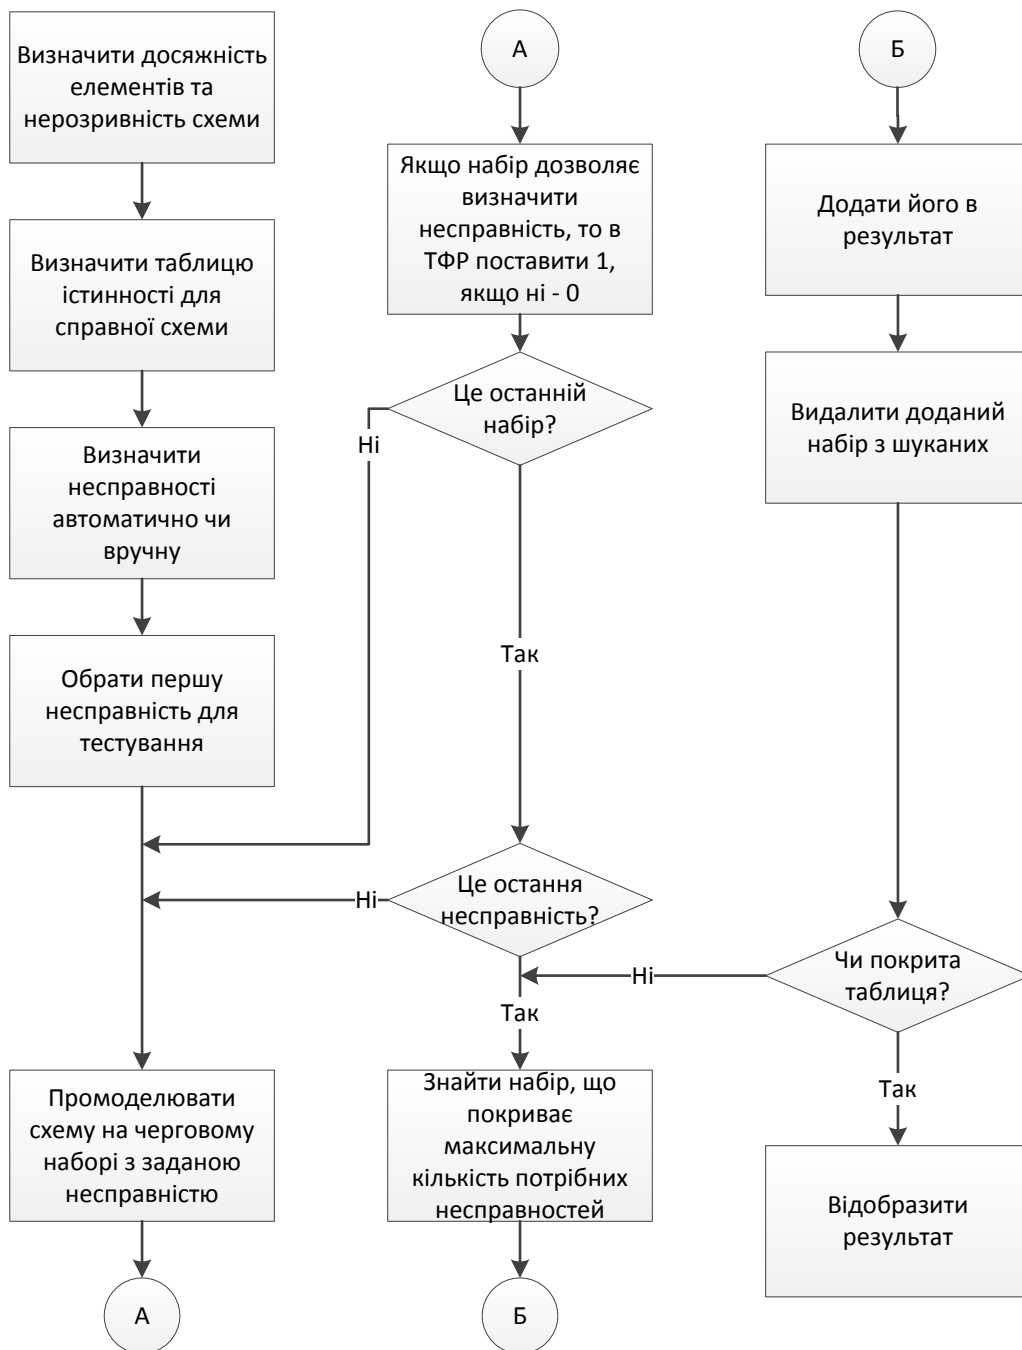 Визначити досяжність
елементів та
нерозривність схеми
Визначити таблицю
істинності для
справної схеми
Визначити
несправності
автоматично чи
вручну
Обрати першу
несправність для
тестування
Промоделювати
схему на черговому
наборі з заданою
несправністю
А
А
Якщо набір дозволяє
визначити
несправність, то в
ТФР поставити 1,
якщо ні - 0
Це останній
набір?
Ні
Так
Це остання
несправність?
Ні
Так
Знайти набір, що
покриває
максимальну
кількість потрібних
несправностей
Б
Б
Додати його в
результат
Видалити доданий
набір з шуканих
Чи покрита
таблиця?
Ні
Так
Відобразити
результат